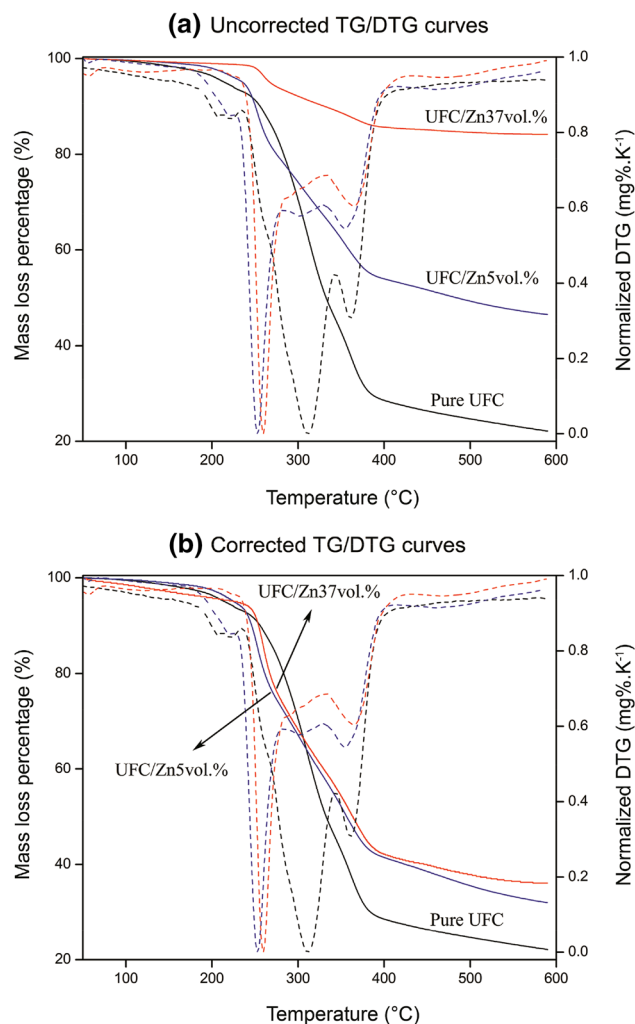 (a) Uncorrected TG/DTG curves
100
80
60
40
20
Mass loss percentage (%)
UFC/Zn37vol.%
UFC/Zn5vol.%
Pure UFC
1.0
0.8
0.6
0.4
0.2
0.0
Normalized DTG (mg%.K-1)
100 200 300 400 500 600
Temperature (°C)
(b) Corrected TG/DTG curves
100
80
60
40
20
Mass loss percentage (%)
UFC/Zn37vol.%
UFC/Zn5vol.%
Pure UFC
1.0
0.8
0.6
0.4
0.2
0.0
Normalized DTG (mg%.K-1)
100 200 300 400 500 600
Temperature (°C)